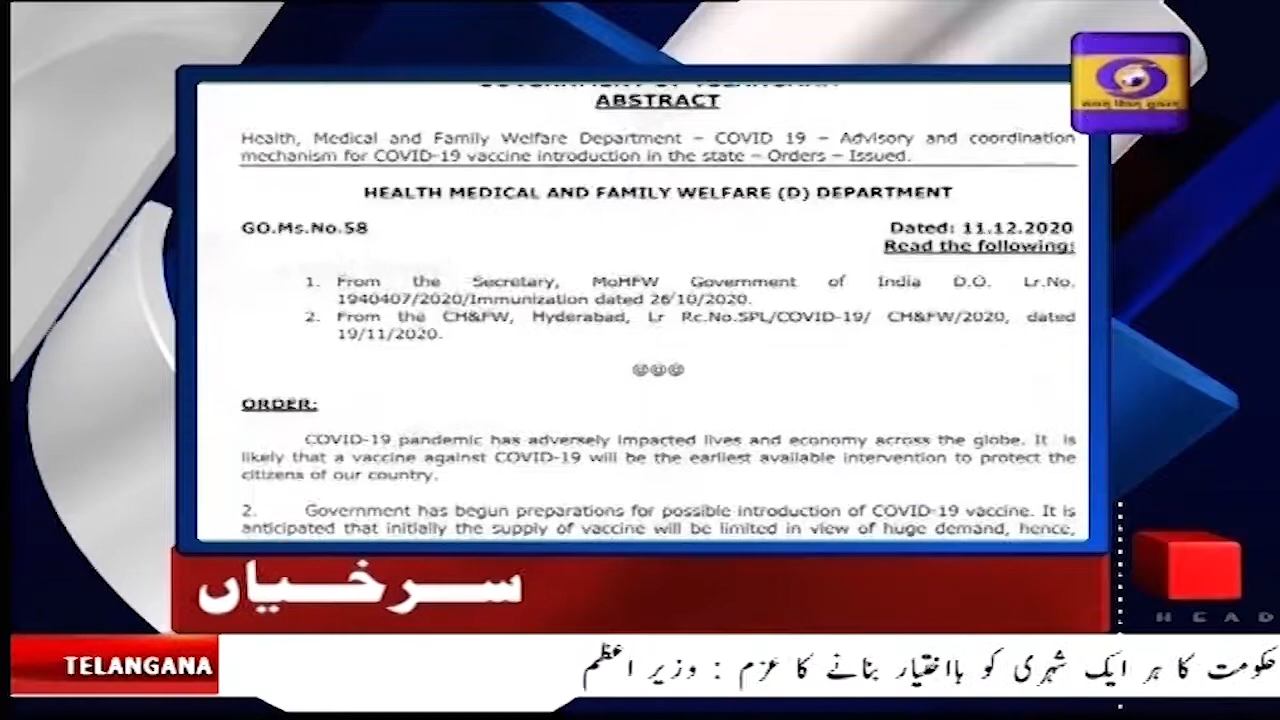 ABSTRACT
Health, Medical and Family Welfare Department – COVID 19 – Advisory and coordination
mechanism for COVID-19 vaccine introduction in the state – Orders – Issued.
HEALTH MEDICAL AND FAMILY WELFARE (D) DEPARTMENT
GO.Ms.No.58
Dated: 11.12.2020
Read the following:
1. From the Secretary, MoHFW Government of India D.O. Lr.No.
1940407/2020/Immunization dated 26/10/2020.
2. From the CH&FW, Hyderabad, Lr Rc.No.SPL/COVID-19/ CH&FW/2020, dated
19/11/2020.
@@@
ORDER:
COVID-19 pandemic has adversely impacted lives and economy across the globe. It is
likely that a vaccine against COVID-19 will be the earliest available intervention to protect the
citizens of our country.
2. Government has begun preparations for possible introduction of COVID-19 vaccine. It is
anticipated that initially the supply of vaccine will be limited in view of huge demand, hence,
سرخیاں
HEAD
TELANGANA
حکومت کا ہر ایک شہری کو بااختیار بنانے کا عزم : وزیر اعظم